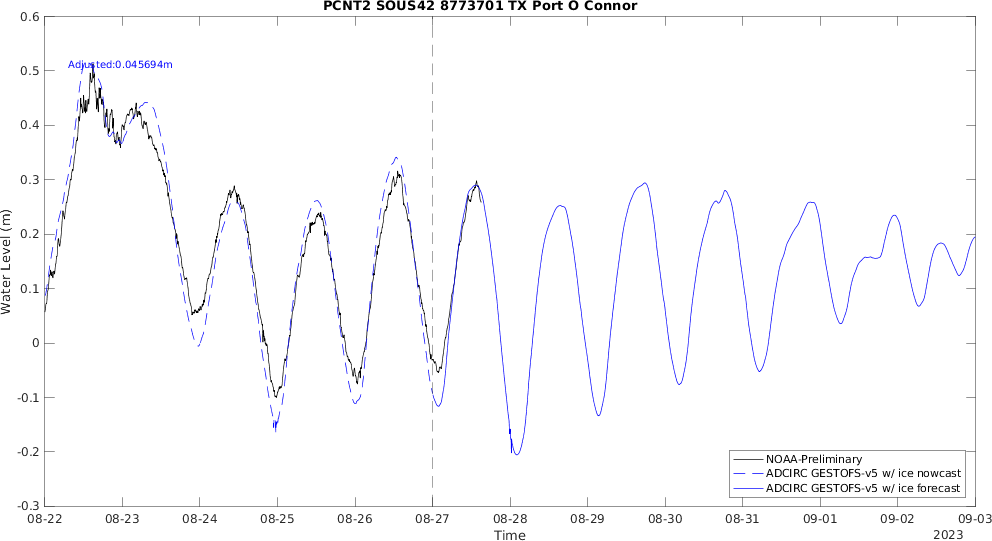 PCNT2 SOUS42 8773701 TX Port O Connor
0.6
Adjusted:0.045694m
0.5
0.4
0.3
0.2
0.1
0
-0.1
-0.2
-0.3
Water Level (m)
NOAA-Preliminary
ADCIRC GESTOFS-v5 w/ ice nowcast
ADCIRC GESTOFS-v5 w/ ice forecast
08-22 08-23 08-24 08-25 08-26 08-27 08-28 08-29 08-30 08-31 09-01 09-02 09-03
Time
2023